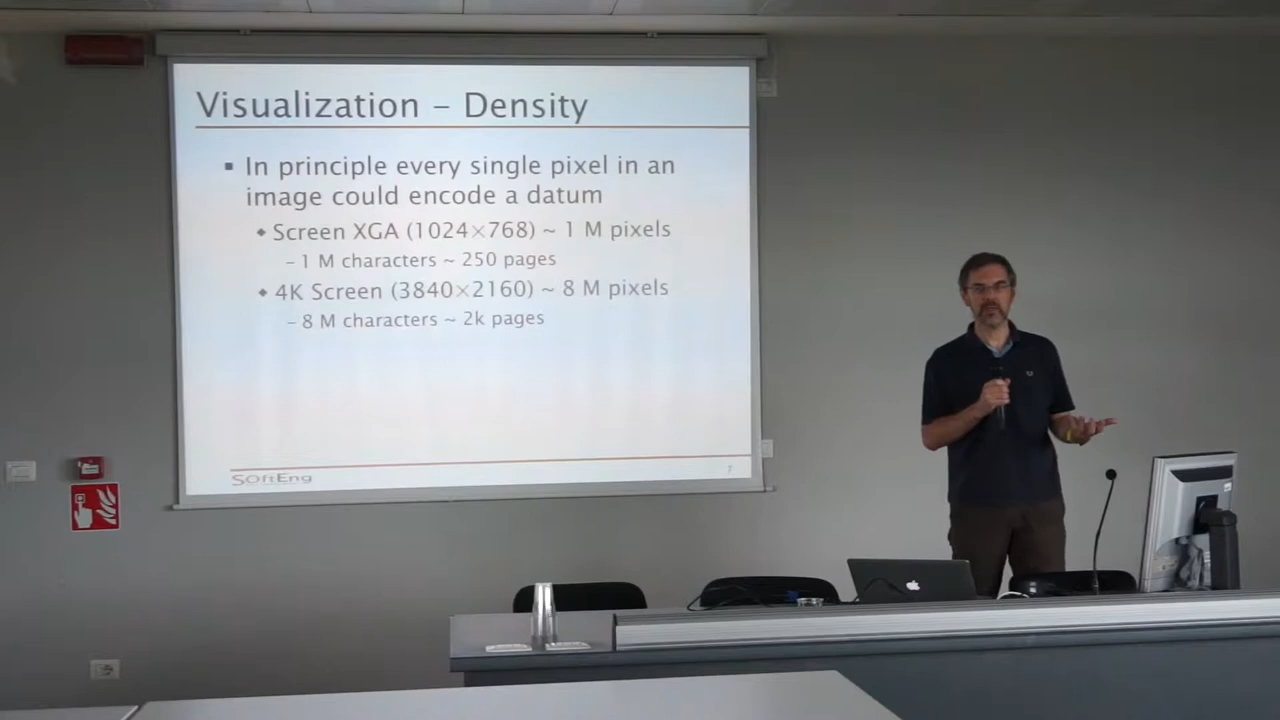 Visualization – Density
▪ In principle every single pixel in an
image could encode a datum
◆ Screen XGA (1024×768) ~ 1 M pixels
– 1 M characters ~ 250 pages
◆ 4K Screen (3840×2160) ~ 8 M pixels
– 8 M characters ~ 2k pages
SOftEng
7